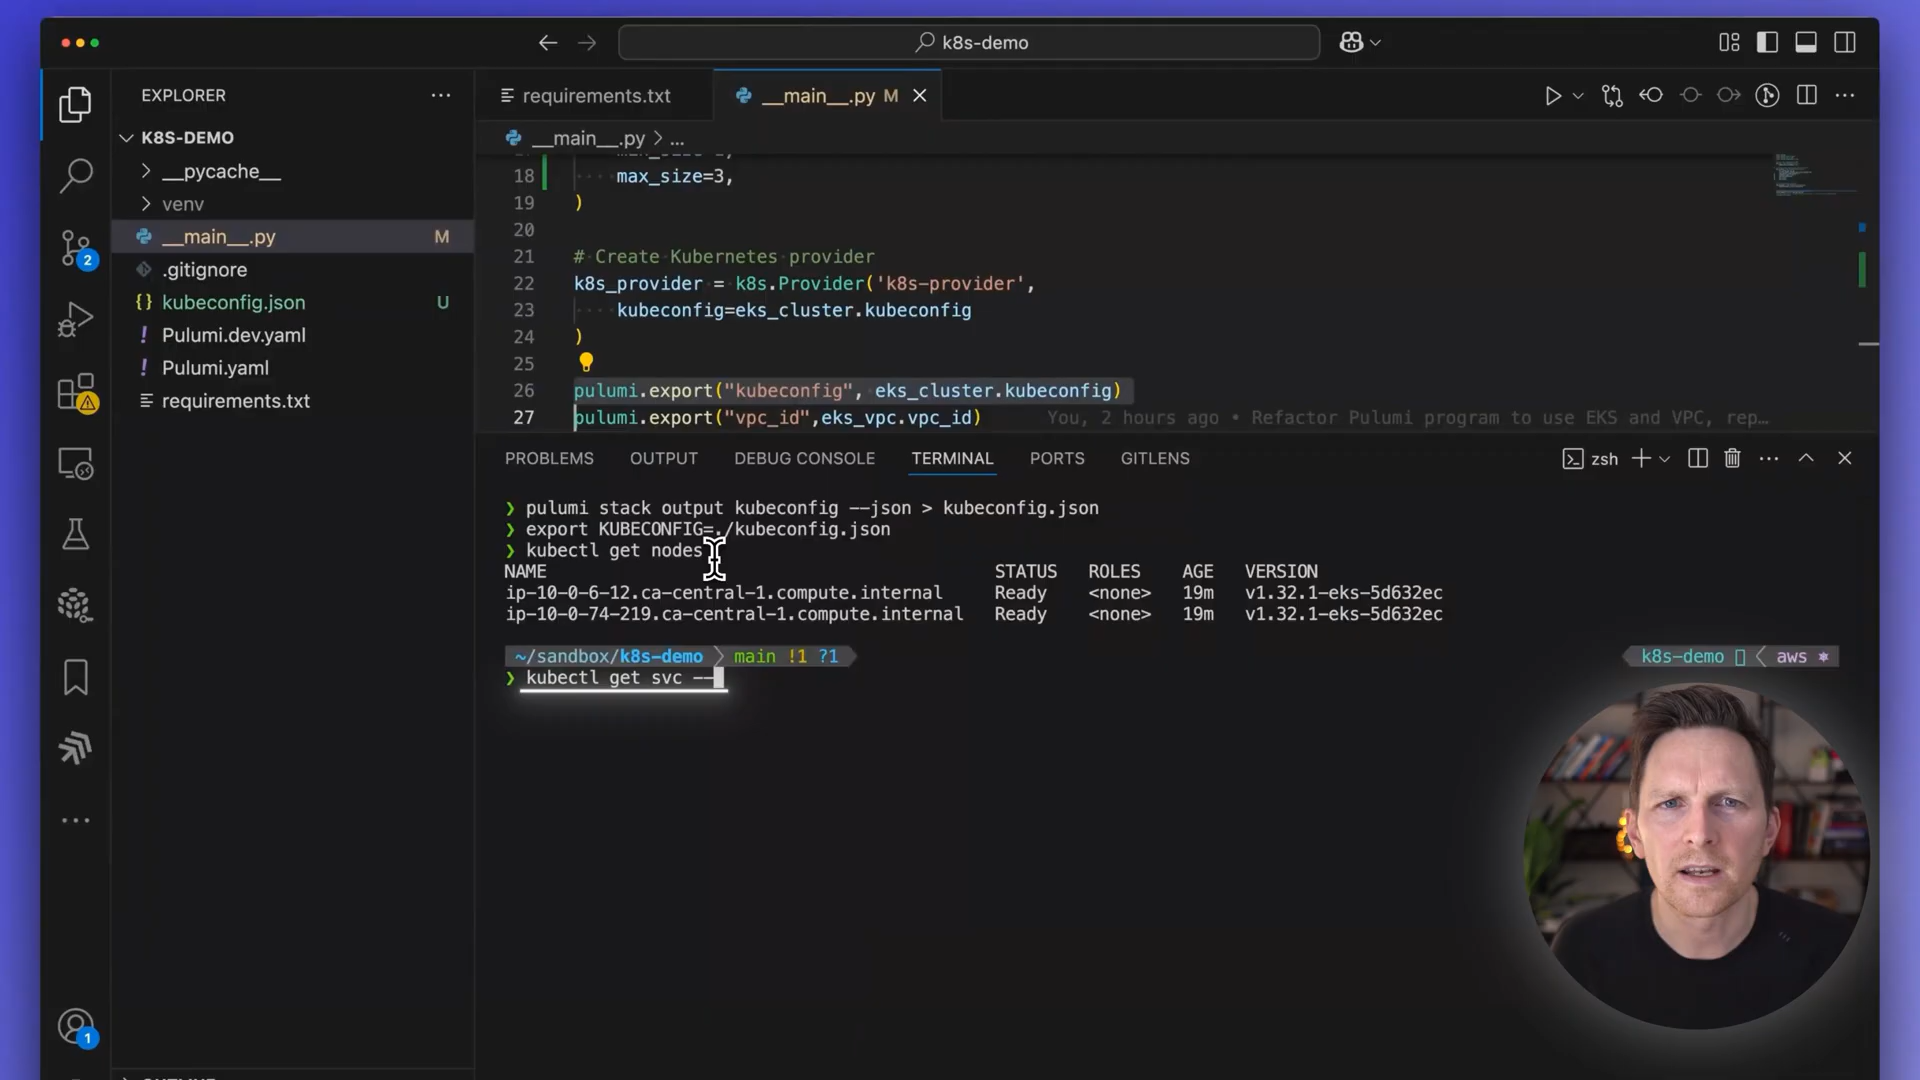 k8s-demo
EXPLORER
requirements.txt
__main__.py M
K8S-DEMO
__main__.py > ...
__pycache__
venv
__main__.py M
.gitignore
kubeconfig.json U
Pulumi.dev.yaml
Pulumi.yaml
requirements.txt
2
1
18 max_size=3,
19 )
20
21 # Create Kubernetes provider
22 k8s_provider = k8s.Provider('k8s-provider',
23 kubeconfig=eks_cluster.kubeconfig
24 )
25
26 pulumi.export("kubeconfig", eks_cluster.kubeconfig)
27 pulumi.export("vpc_id",eks_vpc.vpc_id) You, 2 hours ago • Refactor Pulumi program to use EKS and VPC, rep…
PROBLEMS OUTPUT DEBUG CONSOLE TERMINAL PORTS GITLENS
zsh
❯ pulumi stack output kubeconfig --json > kubeconfig.json
❯ export KUBECONFIG=./kubeconfig.json
❯ kubectl get nodes
NAME STATUS ROLES AGE VERSION
ip-10-0-6-12.ca-central-1.compute.internal Ready <none> 19m v1.32.1-eks-5d632ec
ip-10-0-74-219.ca-central-1.compute.internal Ready <none> 19m v1.32.1-eks-5d632ec
~/sandbox/k8s-demo main !1 ?1
k8s-demo aws
❯ kubectl get svc --